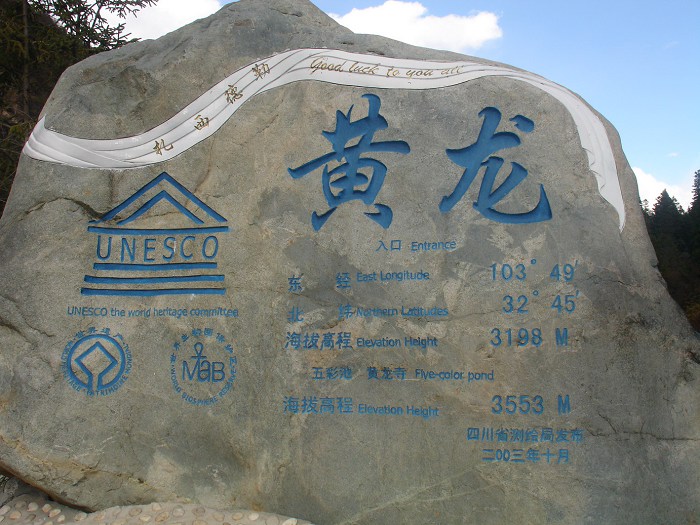 扎西德勒 Good luck to you all
黄龙
入口 Entrance
UNESCO
东经 East Longitude 103° 49′
北纬 Northern Latitudes 32° 45′
UNESCO the world heritage committee
海拔高程 Elevation Height 3198 M
五彩池 黄龙寺 Five-color pond
MaB
海拔高程 Elevation Height 3553 M
四川省测绘局发布
二〇〇三年十月